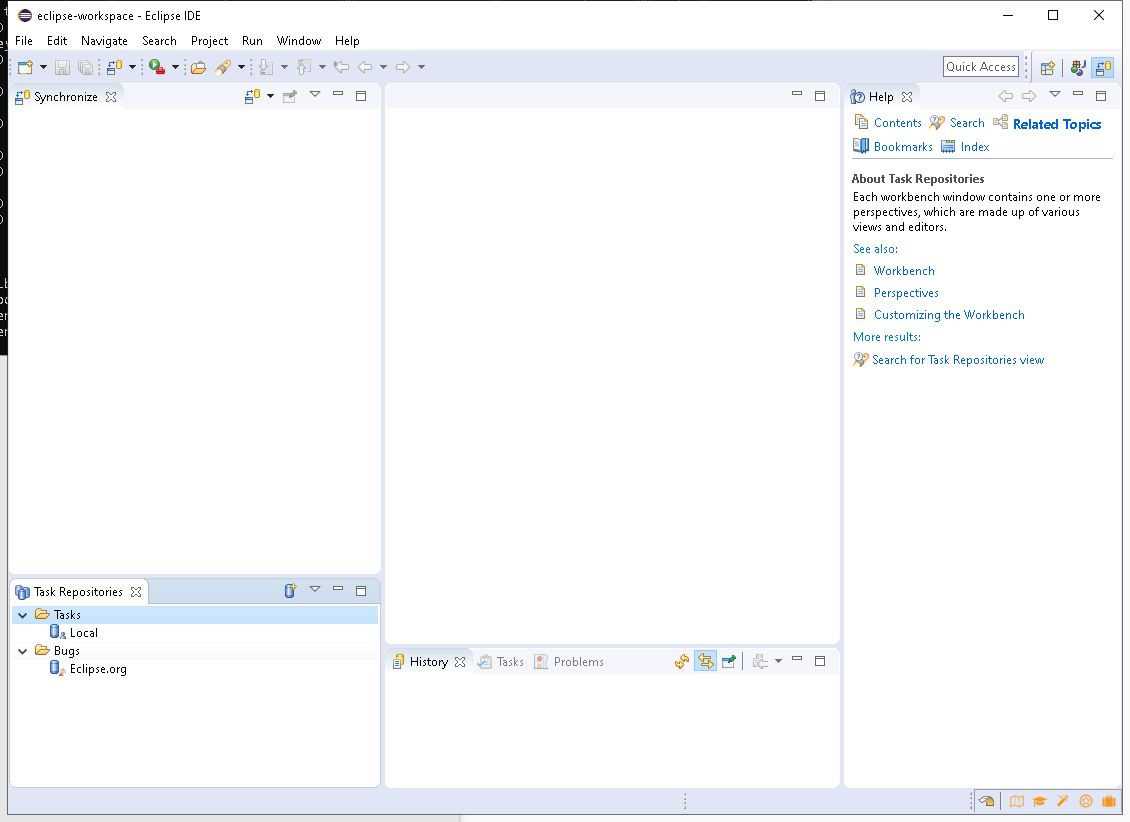 eclipse-workspace - Eclipse IDE
File Edit Navigate Search Project Run Window Help
Quick Access
Synchronize
Help
Contents Search Related Topics
Bookmarks Index
About Task Repositories
Each workbench window contains one or more
perspectives, which are made up of various
views and editors.
See also:
Workbench
Perspectives
Customizing the Workbench
More results:
Search for Task Repositories view
Task Repositories
Tasks
Local
Bugs
Eclipse.org
History Tasks Problems